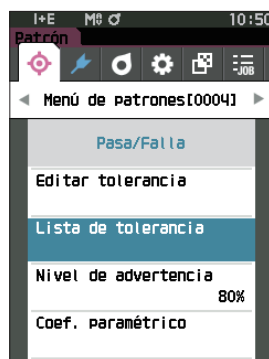 I+E M0 10:50
Patrón
JOB
Menú de patrones[0004]
Pasa/Falla
Editar tolerancia
Lista de tolerancia
Nivel de advertencia
80%
Coef. paramétrico